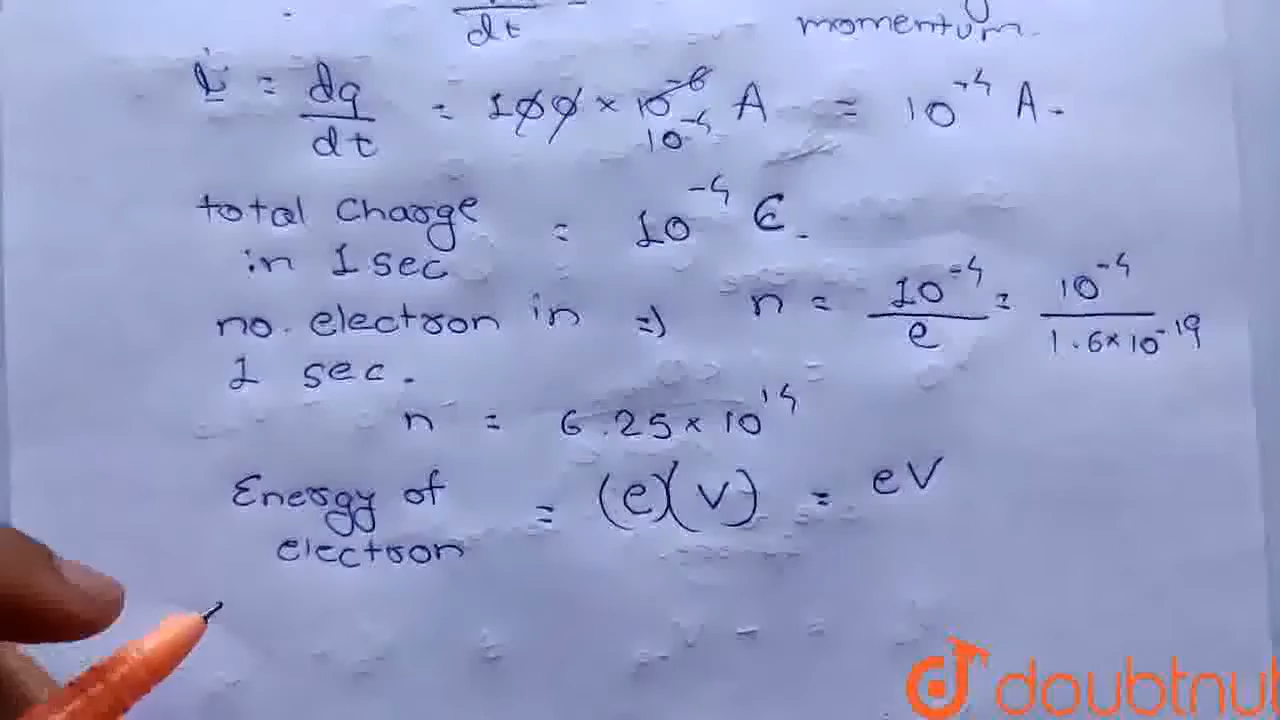 dt
momentum.
i = dq/dt = 100 × 10⁻⁶ A = 10⁻⁴ A.
10⁻⁴
total charge in 1 sec = 10⁻⁴ C.
no. electron in 1 sec. => n = 10⁻⁴/e = 10⁻⁴/1.6×10⁻¹⁹
n = 6.25 × 10¹⁴
Energy of electron = (e)(V) = eV
doubtnut